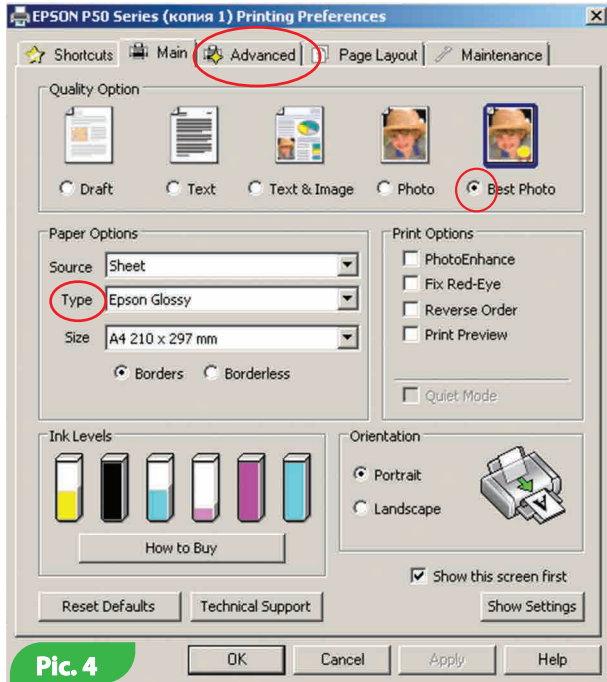 EPSON P50 Series (копия 1) Printing Preferences
Shortcuts Main Advanced Page Layout Maintenance
Quality Option
Draft Text Text & Image Photo Best Photo
Paper Options
Source Sheet
Type Epson Glossy
Size A4 210 x 297 mm
Borders Borderless
Print Options
PhotoEnhance
Fix Red-Eye
Reverse Order
Print Preview
Quiet Mode
Ink Levels
How to Buy
Orientation
Portrait
Landscape
A
Show this screen first
Reset Defaults Technical Support Show Settings
Pic. 4
OK Cancel Apply Help